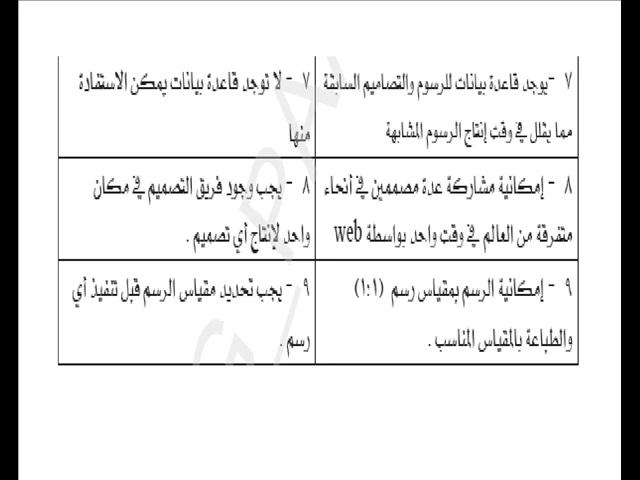 ٧ -يوجد قاعدة بيانات للرسوم والتصاميم السابقة
مما يقلل في وقت إنتاج الرسوم المشابهة
٧ - لا توجد قاعدة بيانات يمكن الاستفادة
منها
٨ - إمكانية مشاركة عدة مصممين في أنحاء
متفرقة من العالم في وقت واحد بواسطة web
٨ - يجب وجود فريق التصميم في مكان
واحد لإنتاج أي تصميم .
٩ - إمكانية الرسم بمقياس رسم (١:١)
والطباعة بالمقياس المناسب .
٩ - يجب تحديد مقياس الرسم قبل تنفيذ أي
رسم .